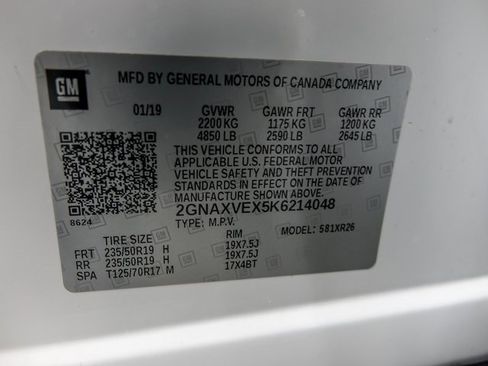 GM
MFD BY GENERAL MOTORS OF CANADA COMPANY
01/19 GVWR GAWR FRT GAWR RR
2200 KG 1175 KG 1200 KG
4850 LB 2590 LB 2645 LB
THIS VEHICLE CONFORMS TO ALL
APPLICABLE U.S. FEDERAL MOTOR
VEHICLE SAFETY AND THEFT
PREVENTION STANDARDS IN EFFECT ON
THE DATE OF MANUFACTURE SHOWN ABOVE.
8624
2GNAXVEX5K6214048
TYPE: M.P.V. MODEL: 581XR26
TIRE SIZE RIM
FRT 235/50R19 H 19X7.5J
RR 235/50R19 H 19X7.5J
SPA T125/70R17 M 17X4BT